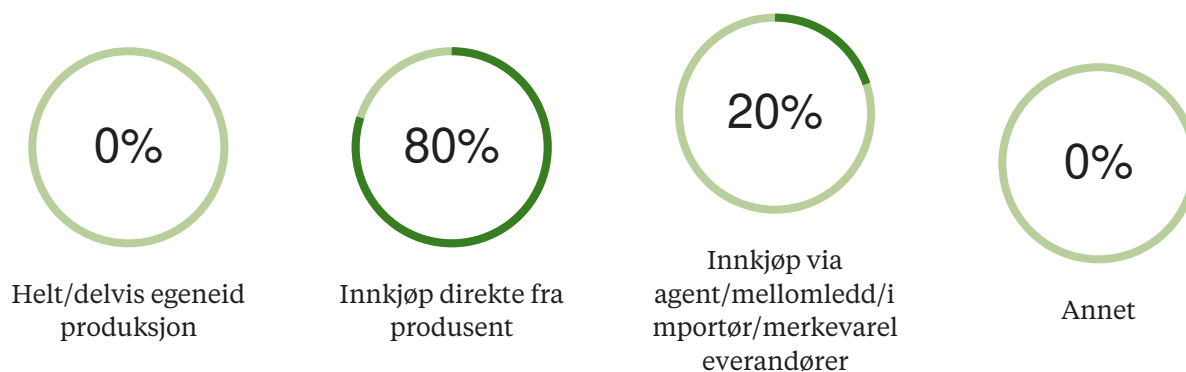 0%
Helt/delvis egeneid
produksjon
80%
Innkjøp direkte fra
produsent
20%
Innkjøp via
agent/mellomledd/i
mportør/merkevarel
everandører
0%
Annet